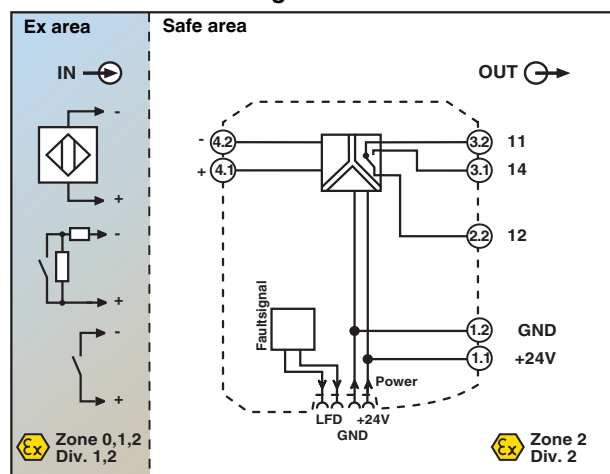 Ex area
Safe area
IN
OUT
-
+
-
+
-
+
- 4.2
+ 4.1
3.2 11
3.1 14
2.2 12
1.2 GND
1.1 +24V
Faultsignal
Power
LFD +24V
GND
Ex Zone 0,1,2
Div. 1,2
Ex Zone 2
Div. 2